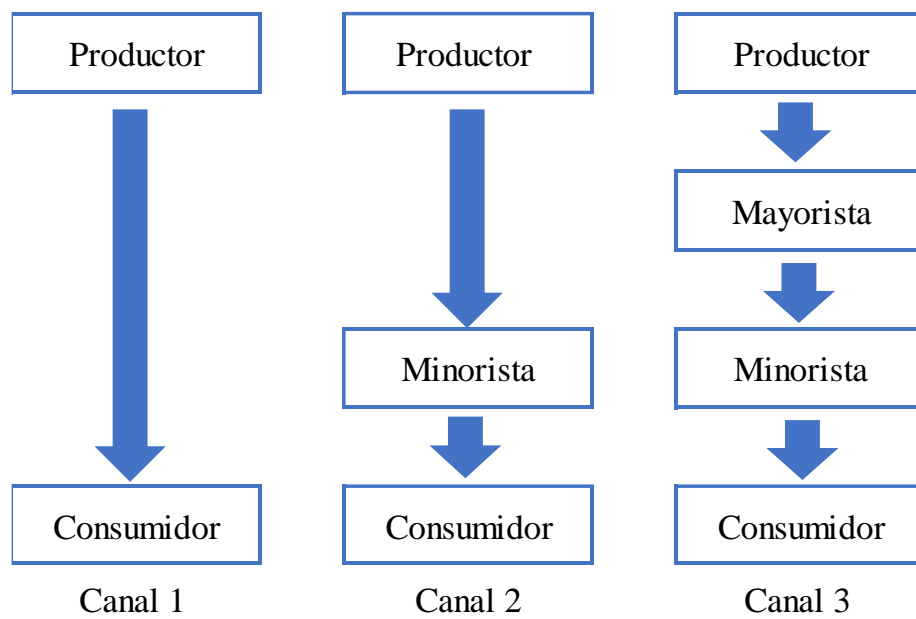 Productor
Productor
Productor
Mayorista
Minorista
Minorista
Consumidor
Consumidor
Consumidor
Canal 1
Canal 2
Canal 3